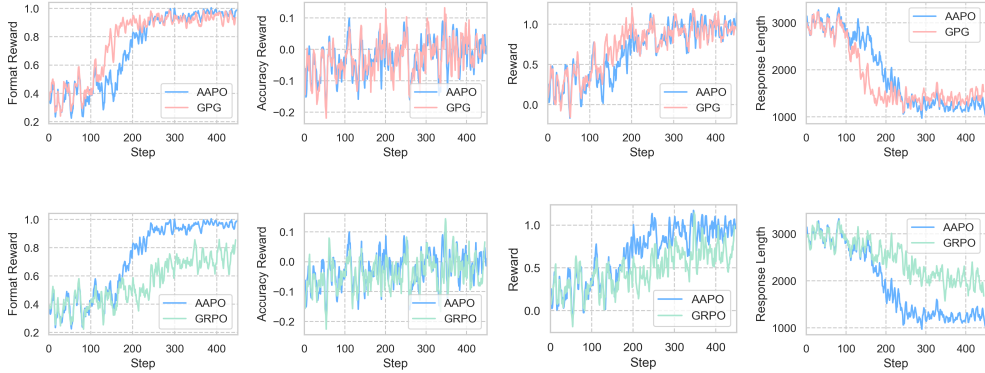 Format Reward
1.0
0.8
0.6
0.4
0.2
0
100
200
300
400
Step
AAPO
GPG
Accuracy Reward
0.1
0.0
−0.1
−0.2
0
100
200
300
400
Step
AAPO
GPG
Reward
1.0
0.5
0.0
0
100
200
300
400
Step
AAPO
GPG
Response Length
3000
2000
1000
0
100
200
300
400
Step
AAPO
GPG
Format Reward
1.0
0.8
0.6
0.4
0.2
0
100
200
300
400
Step
AAPO
GRPO
Accuracy Reward
0.1
0.0
−0.1
−0.2
0
100
200
300
400
Step
AAPO
GRPO
Reward
1.0
0.5
0.0
0
100
200
300
400
Step
AAPO
GRPO
Response Length
3000
2000
1000
0
100
200
300
400
Step
AAPO
GRPO